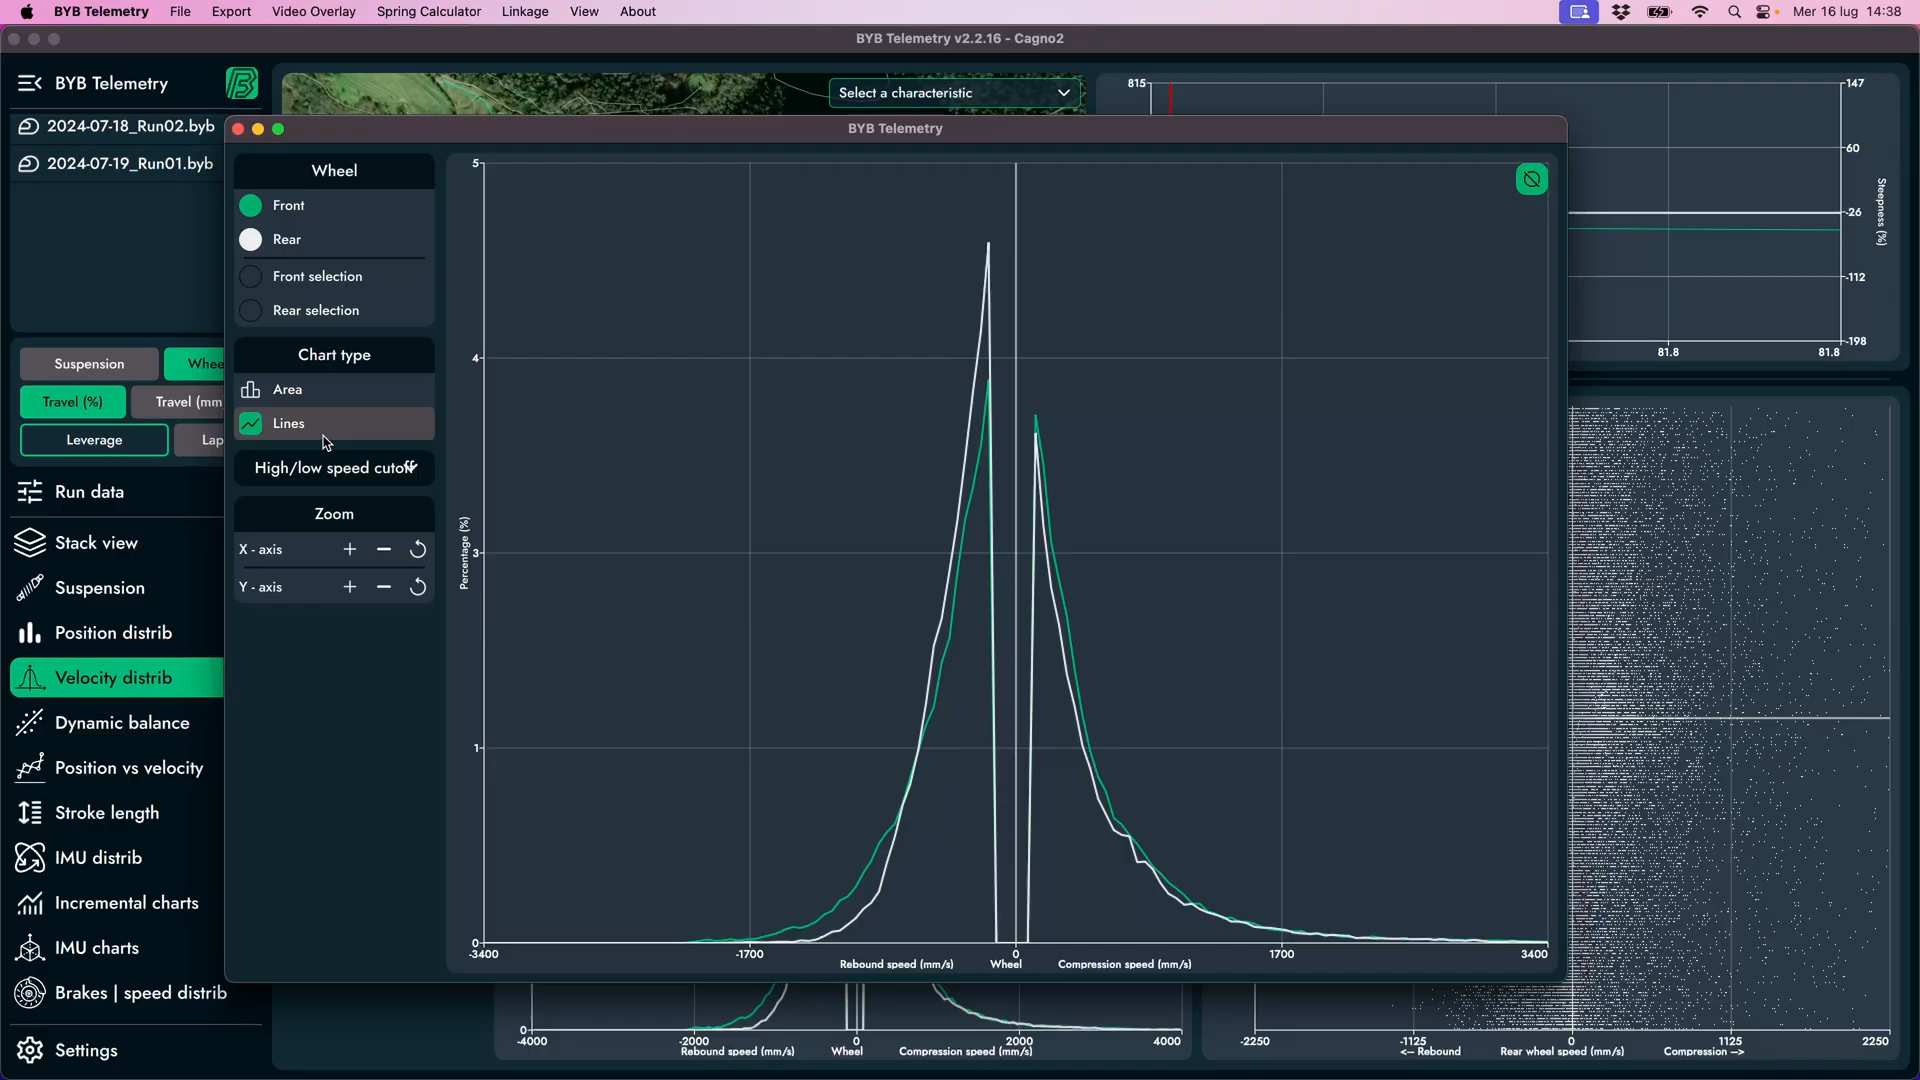 BYB Telemetry File Export Video Overlay Spring Calculator Linkage View About Mer 16 lug 14:38
BYB Telemetry v2.2.16 - Cagno2
BYB Telemetry
2024-07-18_Run02.byb
2024-07-19_Run01.byb
Select a characteristic
815
147
60
-26
-112
-198
Steepness (%)
81.8
81.8
BYB Telemetry
Wheel
Front
Rear
Front selection
Rear selection
Chart type
Area
Lines
High/low speed cutoff
Zoom
X - axis
Y - axis
5
4
3
1
0
Percentage (%)
-3400
-1700
0
1700
3400
Rebound speed (mm/s)
Wheel
Compression speed (mm/s)
Suspension
Whee
Travel (%)
Travel (mm
Leverage
Lap
Run data
Stack view
Suspension
Position distrib
Velocity distrib
Dynamic balance
Position vs velocity
Stroke length
IMU distrib
Incremental charts
IMU charts
Brakes | speed distrib
Settings
0
-4000
-2000
0
2000
4000
Rebound speed (mm/s)
Wheel
Compression speed (mm/s)
-2250
-1125
0
1125
2250
<-- Rebound
Rear wheel speed (mm/s)
Compression -->